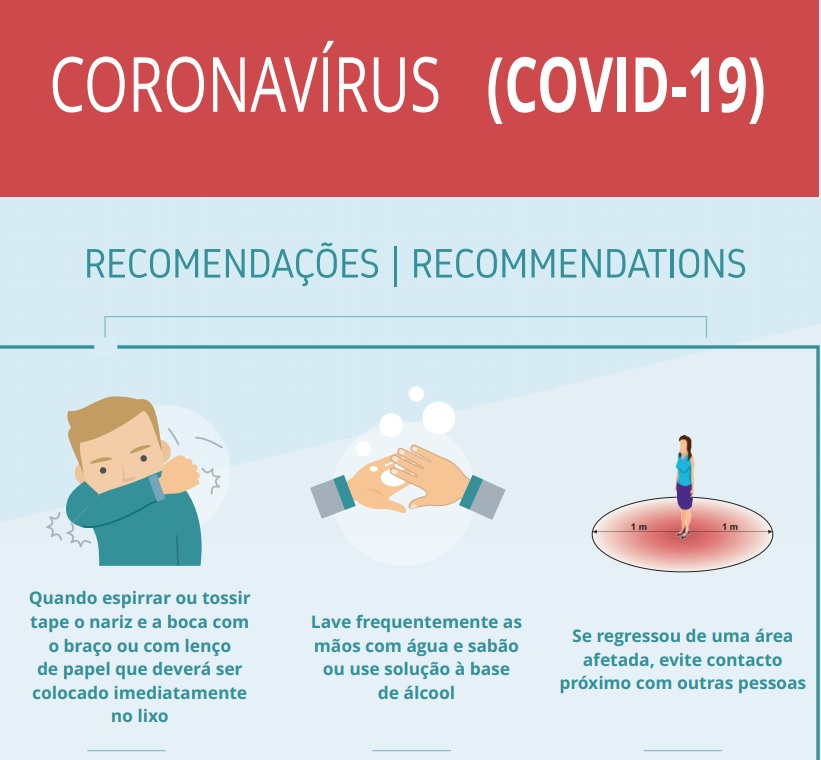 CORONAVÍRUS (COVID-19)
RECOMENDAÇÕES | RECOMMENDATIONS
1 m 1 m
Quando espirrar ou tossir
tape o nariz e a boca com
o braço ou com lenço
de papel que deverá ser
colocado imediatamente
no lixo
Lave frequentemente as
mãos com água e sabão
ou use solução à base
de álcool
Se regressou de uma área
afetada, evite contacto
próximo com outras pessoas